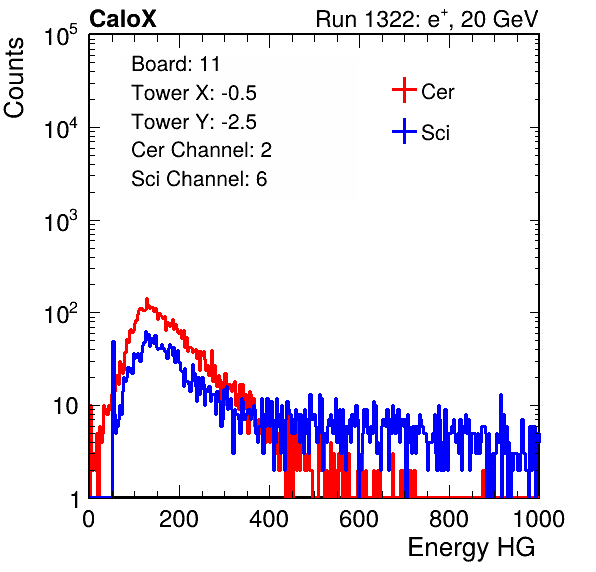 CaloX Run 1322: e⁺, 20 GeV
Counts
Board: 11
Tower X: -0.5
Tower Y: -2.5
Cer Channel: 2
Sci Channel: 6
Cer
Sci
10⁵
10⁴
10³
10²
10
1
0 200 400 600 800 1000
Energy HG